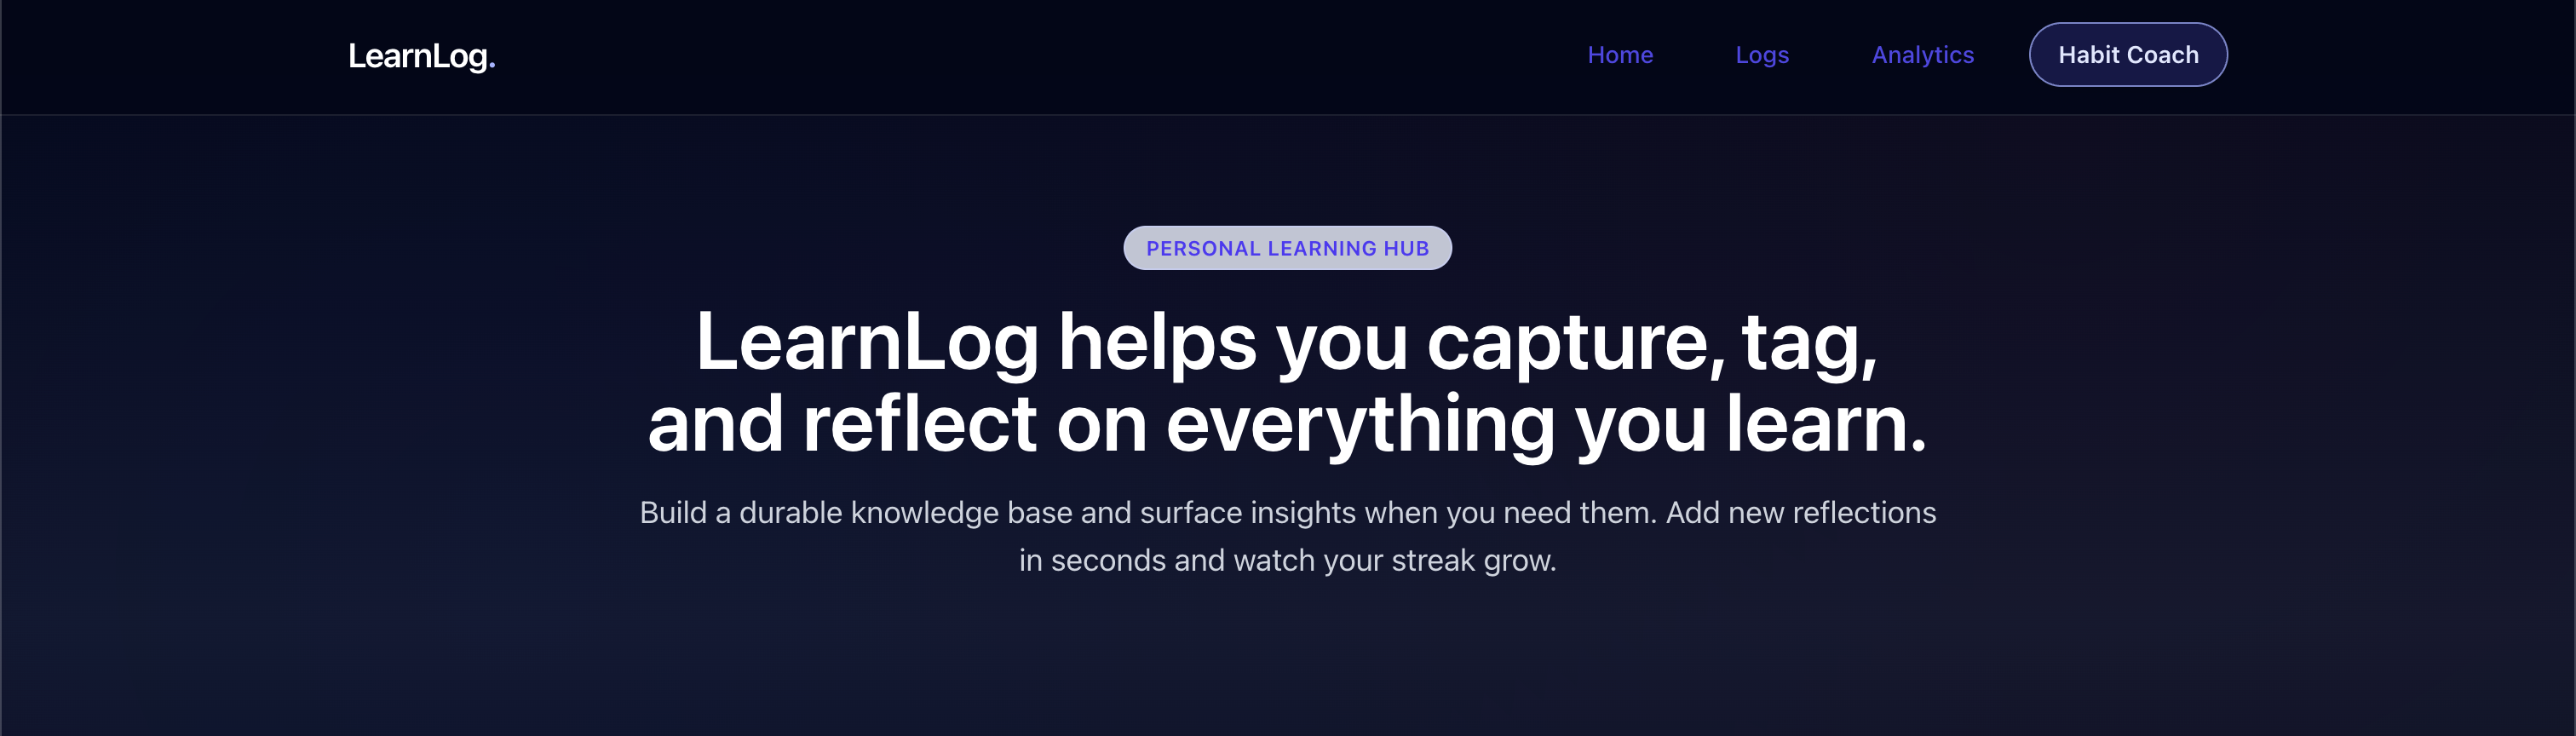 LearnLog.
Home
Logs
Analytics
Habit Coach
PERSONAL LEARNING HUB
LearnLog helps you capture, tag,
and reflect on everything you learn.
Build a durable knowledge base and surface insights when you need them. Add new reflections
in seconds and watch your streak grow.